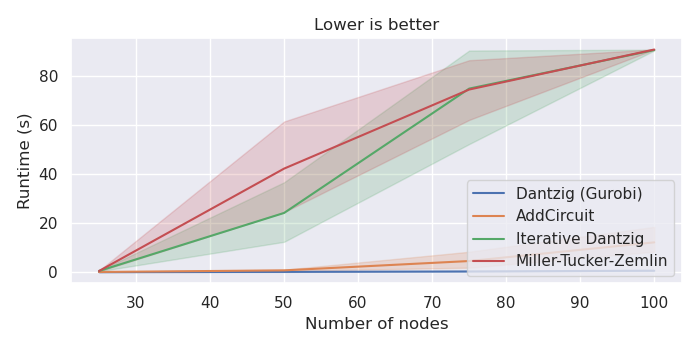 Lower is better
Runtime (s)
80
60
40
20
0
Dantzig (Gurobi)
AddCircuit
Iterative Dantzig
Miller-Tucker-Zemlin
30 40 50 60 70 80 90 100
Number of nodes